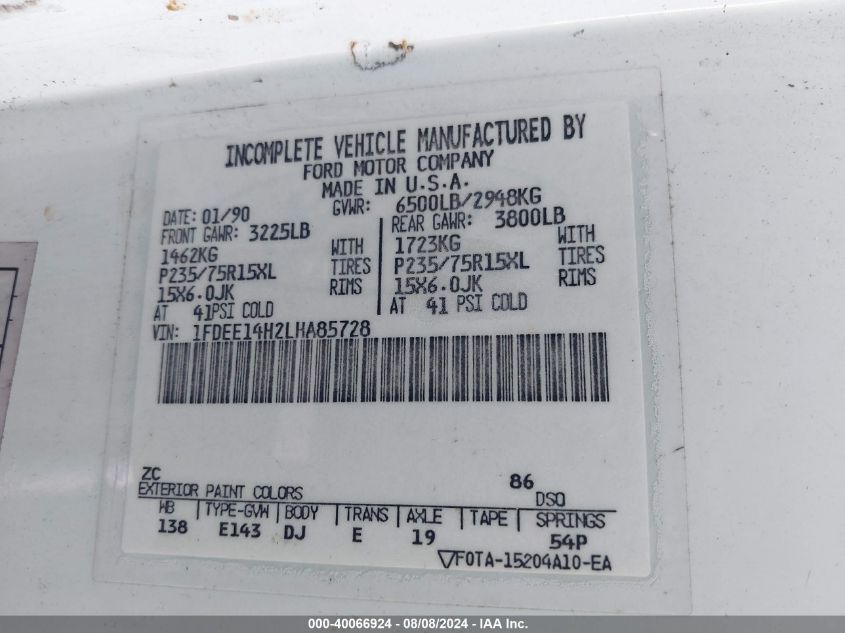 INCOMPLETE VEHICLE MANUFACTURED BY
FORD MOTOR COMPANY
MADE IN U.S.A.
DATE: 01/90 GVWR: 6500LB/2948KG
FRONT GAWR: 3225LB REAR GAWR: 3800LB
1462KG WITH 1723KG WITH
P235/75R15XL TIRES P235/75R15XL TIRES
15X6.0JK RIMS 15X6.0JK RIMS
AT 41PSI COLD AT 41 PSI COLD
VIN: 1FDEE14H2LHA85728
ZC 86
EXTERIOR PAINT COLORS DSO
WB TYPE-GVW BODY TRANS AXLE TAPE SPRINGS
138 E143 DJ E 19 54P
F0TA-15204A10-EA
000-40066924 - 08/08/2024 - IAA Inc.